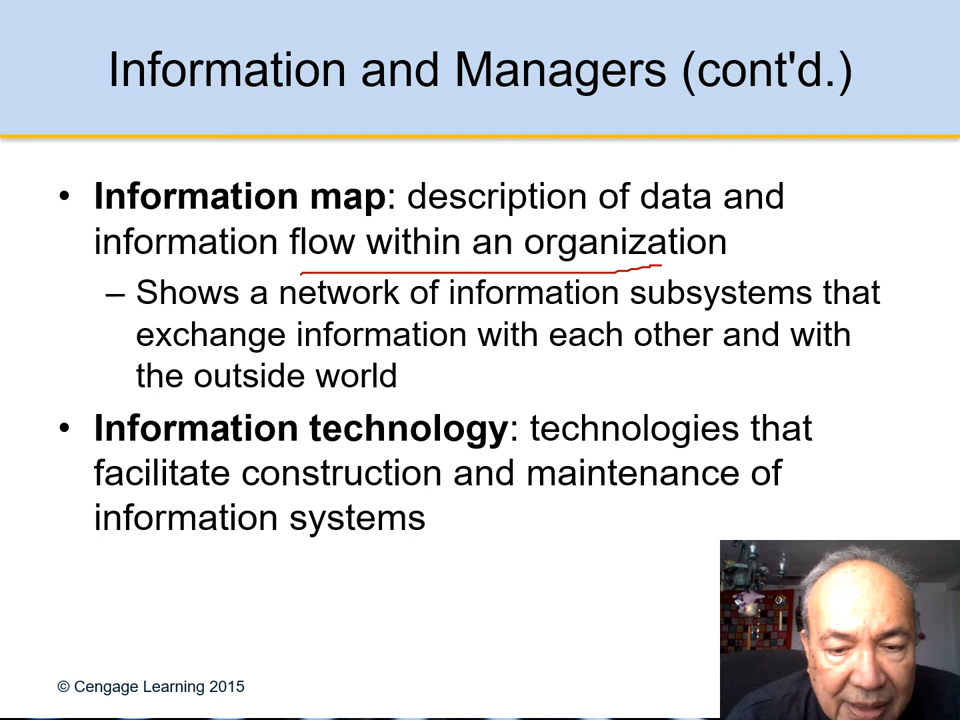 Information and Managers (cont'd.)
• Information map: description of data and
information flow within an organization
– Shows a network of information subsystems that
exchange information with each other and with
the outside world
• Information technology: technologies that
facilitate construction and maintenance of
information systems
© Cengage Learning 2015